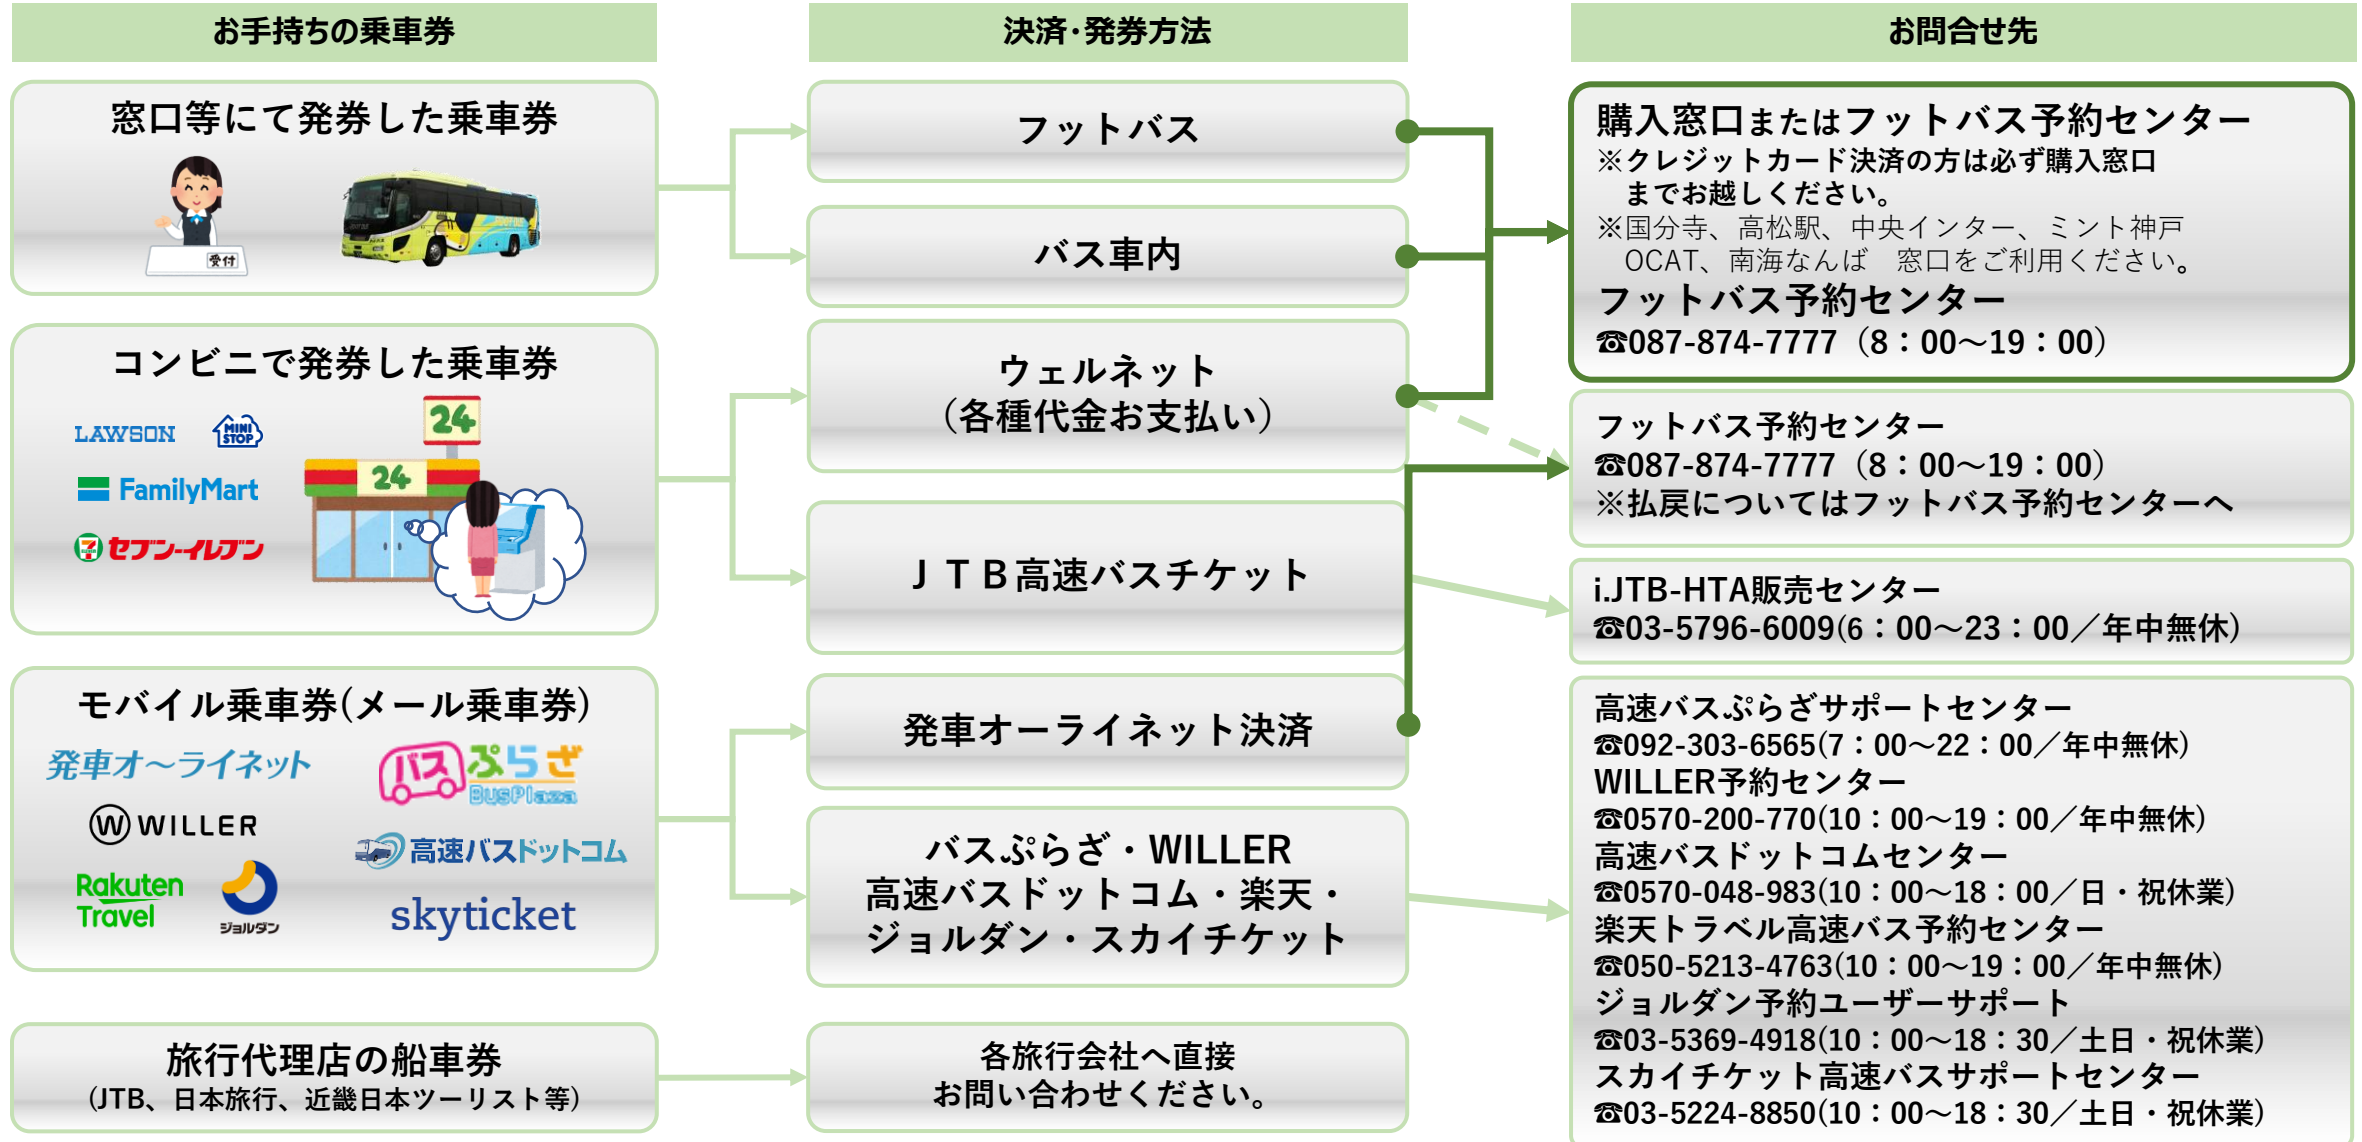 お手持ちの乗車券
決済・発券方法
お問合せ先
窓口等にて発券した乗車券
受付
コンビニで発券した乗車券
LAWSON
MINI
STOP
24
24
FamilyMart
7
セブン-イレブン
モバイル乗車券(メール乗車券)
発車オ～ライネット
バスぷらざ
BusPlaza
WILLER
高速バスドットコム
Rakuten
Travel
ジョルダン
skyticket
旅行代理店の船車券
(JTB、日本旅行、近畿日本ツーリスト等)
フットバス
バス車内
ウェルネット
（各種代金お支払い）
ＪＴＢ高速バスチケット
発車オーライネット決済
バスぷらざ・WILLER
高速バスドットコム・楽天・
ジョルダン・スカイチケット
各旅行会社へ直接
お問い合わせください。
購入窓口またはフットバス予約センター
※クレジットカード決済の方は必ず購入窓口
までお越しください。
※国分寺、高松駅、中央インター、ミント神戸
OCAT、南海なんば　窓口をご利用ください。
フットバス予約センター
☎087-874-7777（8：00～19：00）
フットバス予約センター
☎087-874-7777（8：00～19：00）
※払戻についてはフットバス予約センターへ
i.JTB-HTA販売センター
☎03-5796-6009(6：00～23：00／年中無休)
高速バスぷらざサポートセンター
☎092-303-6565(7：00～22：00／年中無休)
WILLER予約センター
☎0570-200-770(10：00～19：00／年中無休)
高速バスドットコムセンター
☎0570-048-983(10：00～18：00／日・祝休業)
楽天トラベル高速バス予約センター
☎050-5213-4763(10：00～19：00／年中無休)
ジョルダン予約ユーザーサポート
☎03-5369-4918(10：00～18：30／土日・祝休業)
スカイチケット高速バスサポートセンター
☎03-5224-8850(10：00～18：30／土日・祝休業)